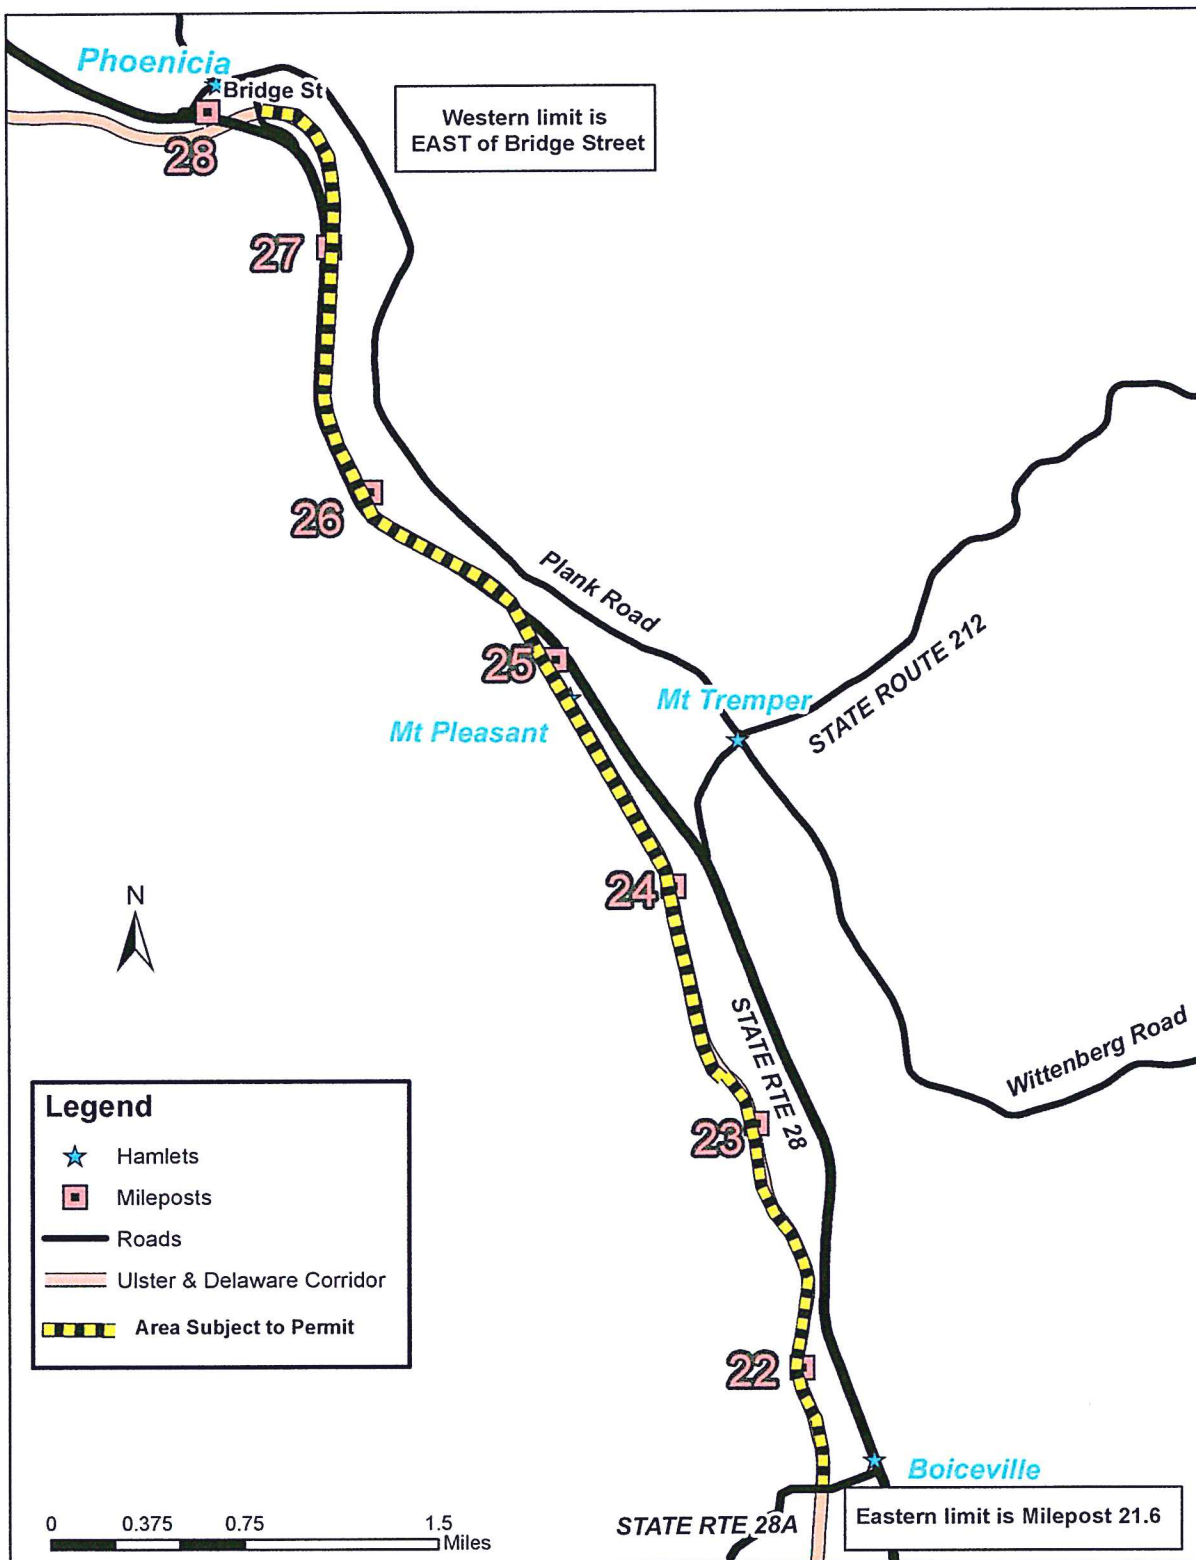 Phoenicia
Bridge St
Western limit is
EAST of Bridge Street
28
27
26
Plank Road
25
Mt Tremper
STATE ROUTE 212
Mt Pleasant
24
N
STATE RTE 28
Wittenberg Road
23
Legend
Hamlets
Mileposts
Roads
Ulster & Delaware Corridor
Area Subject to Permit
22
Boiceville
Eastern limit is Milepost 21.6
STATE RTE 28A
0 0.375 0.75 1.5
Miles